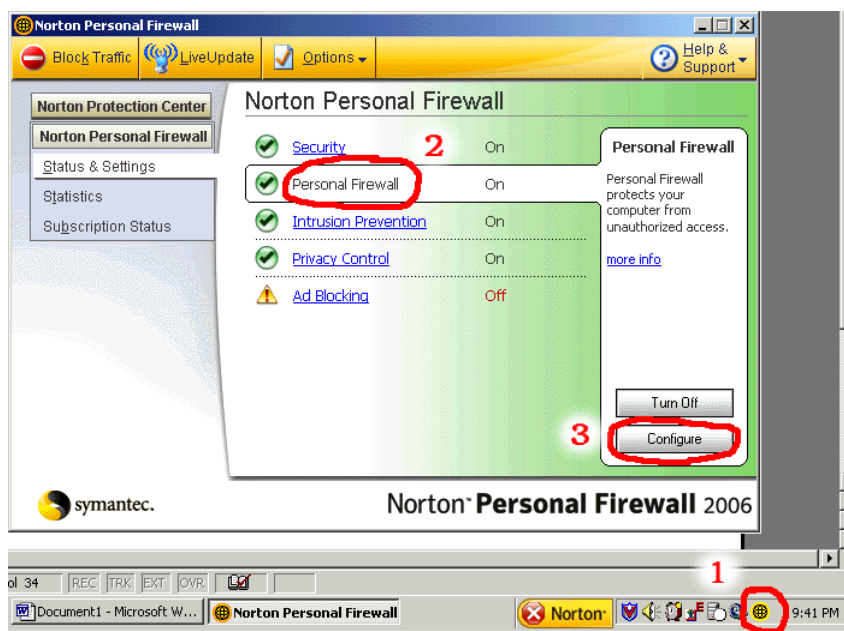 Norton Personal Firewall
Block Traffic LiveUpdate Options Help & Support
Norton Protection Center
Norton Personal Firewall
Status & Settings
Statistics
Subscription Status
Norton Personal Firewall
Security On
2
Personal Firewall On
Intrusion Prevention On
Privacy Control On
Ad Blocking Off
Personal Firewall
Personal Firewall
protects your
computer from
unauthorized access.
more info
Turn Off
3
Configure
symantec.
Norton™ Personal Firewall 2006
ol 34 REC TRK EXT OVR
1
Document1 - Microsoft W... Norton Personal Firewall Norton™ 9:41 PM